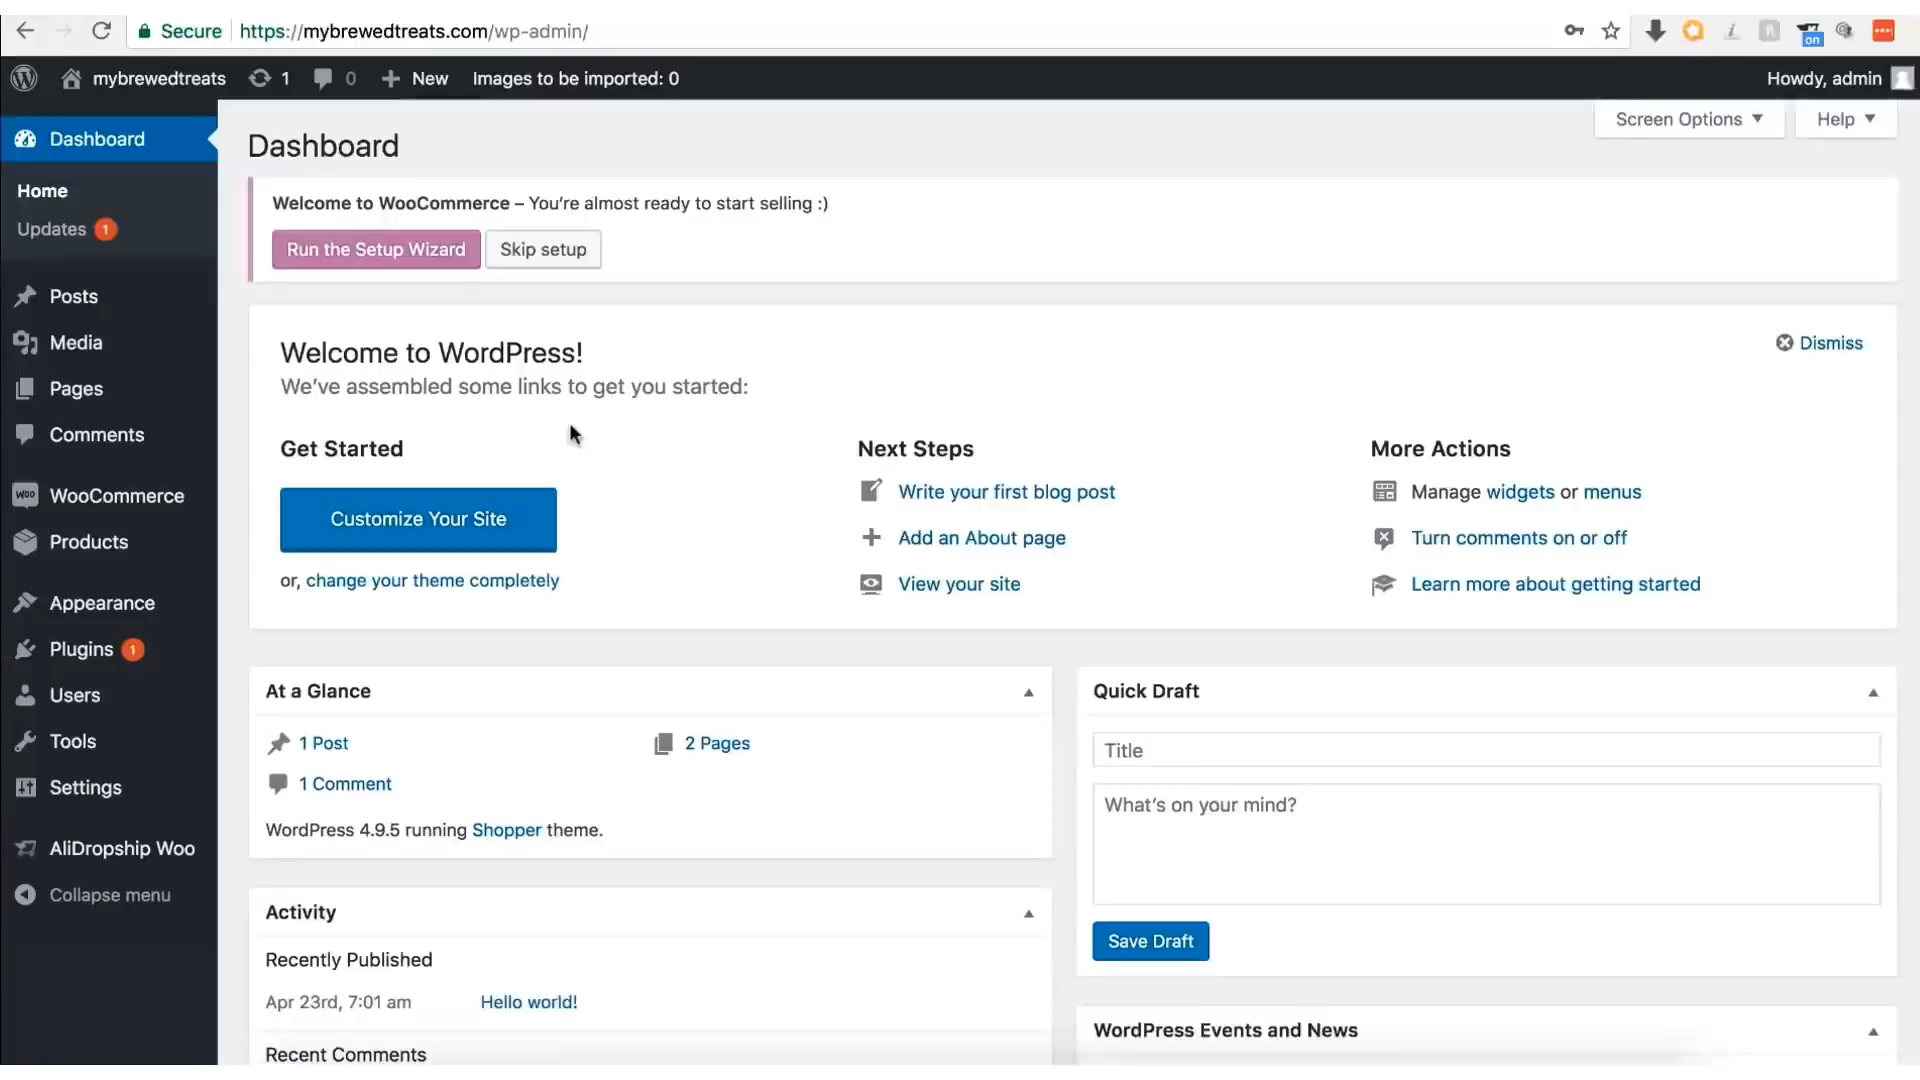 Secure https://mybrewedtreats.com/wp-admin/
on
mybrewedtreats 1 0 New Images to be imported: 0 Howdy, admin
Screen Options Help
Dashboard
Home
Updates 1
Posts
Media
Pages
Comments
WOO WooCommerce
Products
Appearance
Plugins 1
Users
Tools
Settings
AliDropship Woo
Collapse menu
Dashboard
Welcome to WooCommerce – You're almost ready to start selling :)
Run the Setup Wizard Skip setup
Welcome to WordPress!
Dismiss
We've assembled some links to get you started:
Get Started
Customize Your Site
or, change your theme completely
Next Steps
Write your first blog post
Add an About page
View your site
More Actions
Manage widgets or menus
Turn comments on or off
Learn more about getting started
At a Glance
1 Post 2 Pages
1 Comment
WordPress 4.9.5 running Shopper theme.
Activity
Recently Published
Apr 23rd, 7:01 am Hello world!
Recent Comments
Quick Draft
Title
What's on your mind?
Save Draft
WordPress Events and News